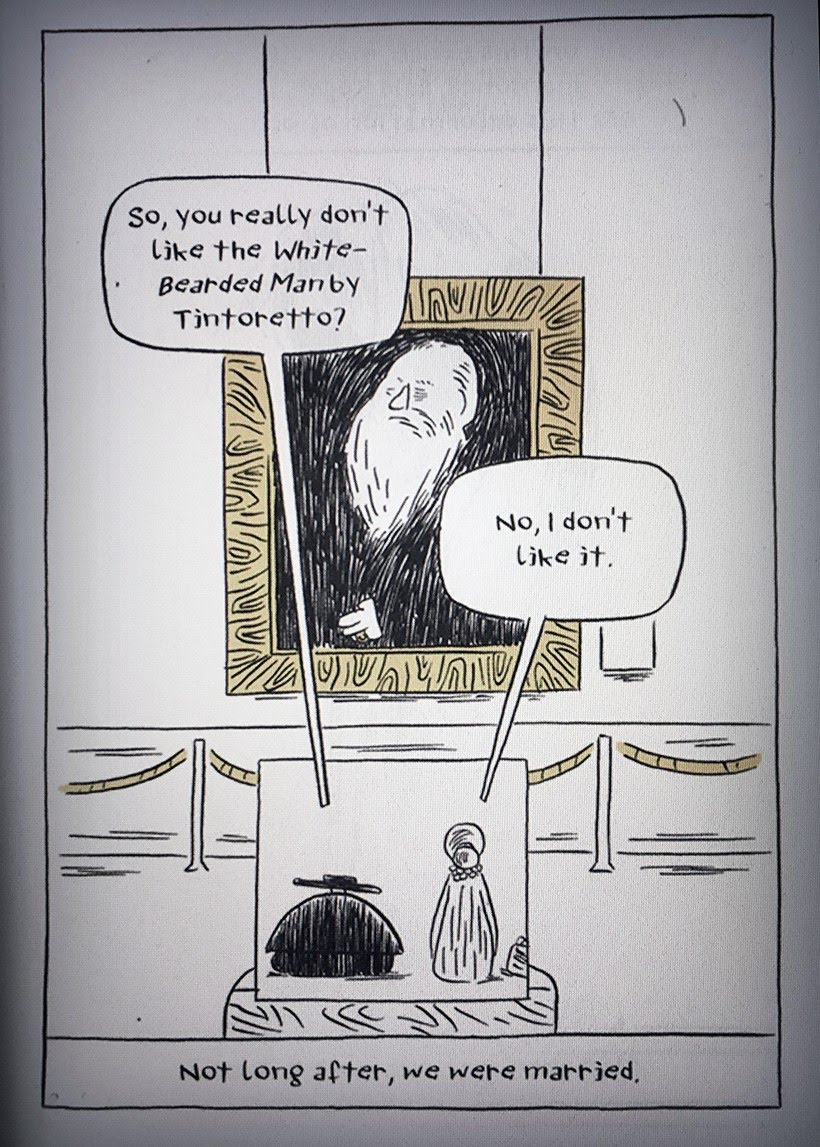 So, you really don't
like the White-
Bearded Man by
Tintoretto?
No, I don't
like it.
Not long after, we were married.